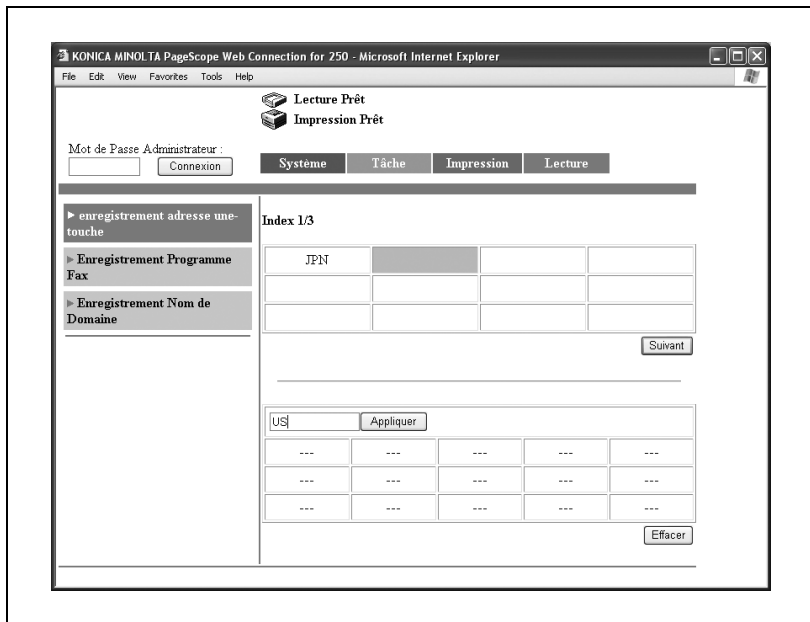 KONICA MINOLTA PageScope Web Connection for 250 - Microsoft Internet Explorer
File Edit View Favorites Tools Help
Lecture Prêt
Impression Prêt
Mot de Passe Administrateur :
Connexion
Système Tâche Impression Lecture
enregistrement adresse une-
touche
Enregistrement Programme
Fax
Enregistrement Nom de
Domaine
Index 1/3
JPN
Suivant
US Appliquer
--- --- --- --- ---
--- --- --- --- ---
--- --- --- --- ---
Effacer